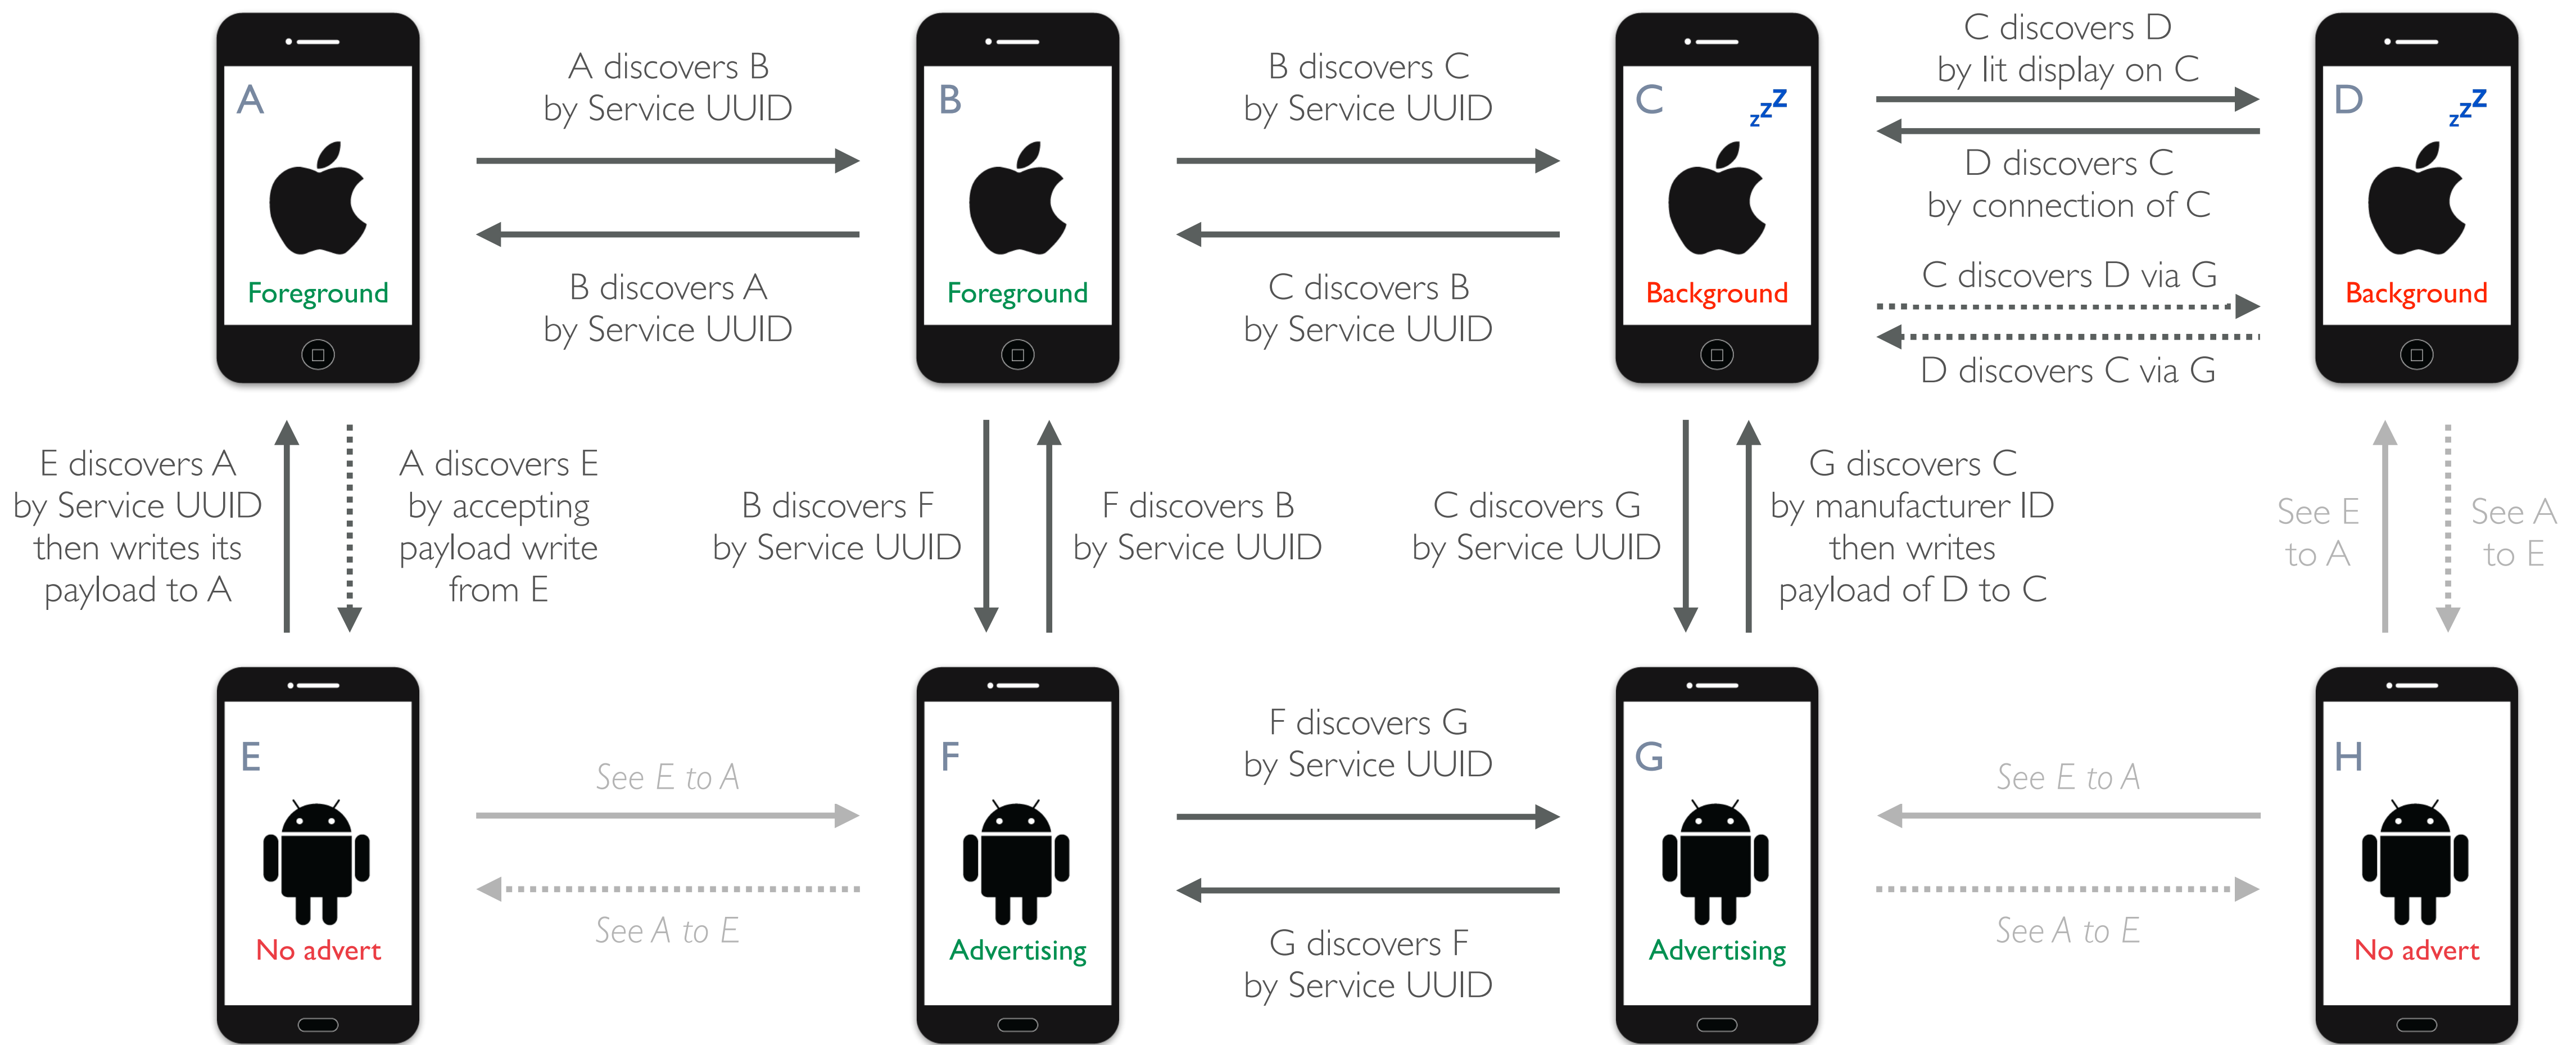 A
Foreground
A discovers B
by Service UUID
B discovers A
by Service UUID
B
Foreground
B discovers C
by Service UUID
C discovers B
by Service UUID
C
zzz
Background
C discovers D
by lit display on C
D discovers C
by connection of C
C discovers D via G
D discovers C via G
D
zzz
Background
E discovers A
by Service UUID
then writes its
payload to A
A discovers E
by accepting
payload write
from E
B discovers F
by Service UUID
F discovers B
by Service UUID
C discovers G
by Service UUID
G discovers C
by manufacturer ID
then writes
payload of D to C
See E
to A
See A
to E
E
No advert
See E to A
See A to E
F
Advertising
F discovers G
by Service UUID
G discovers F
by Service UUID
G
Advertising
See E to A
See A to E
H
No advert